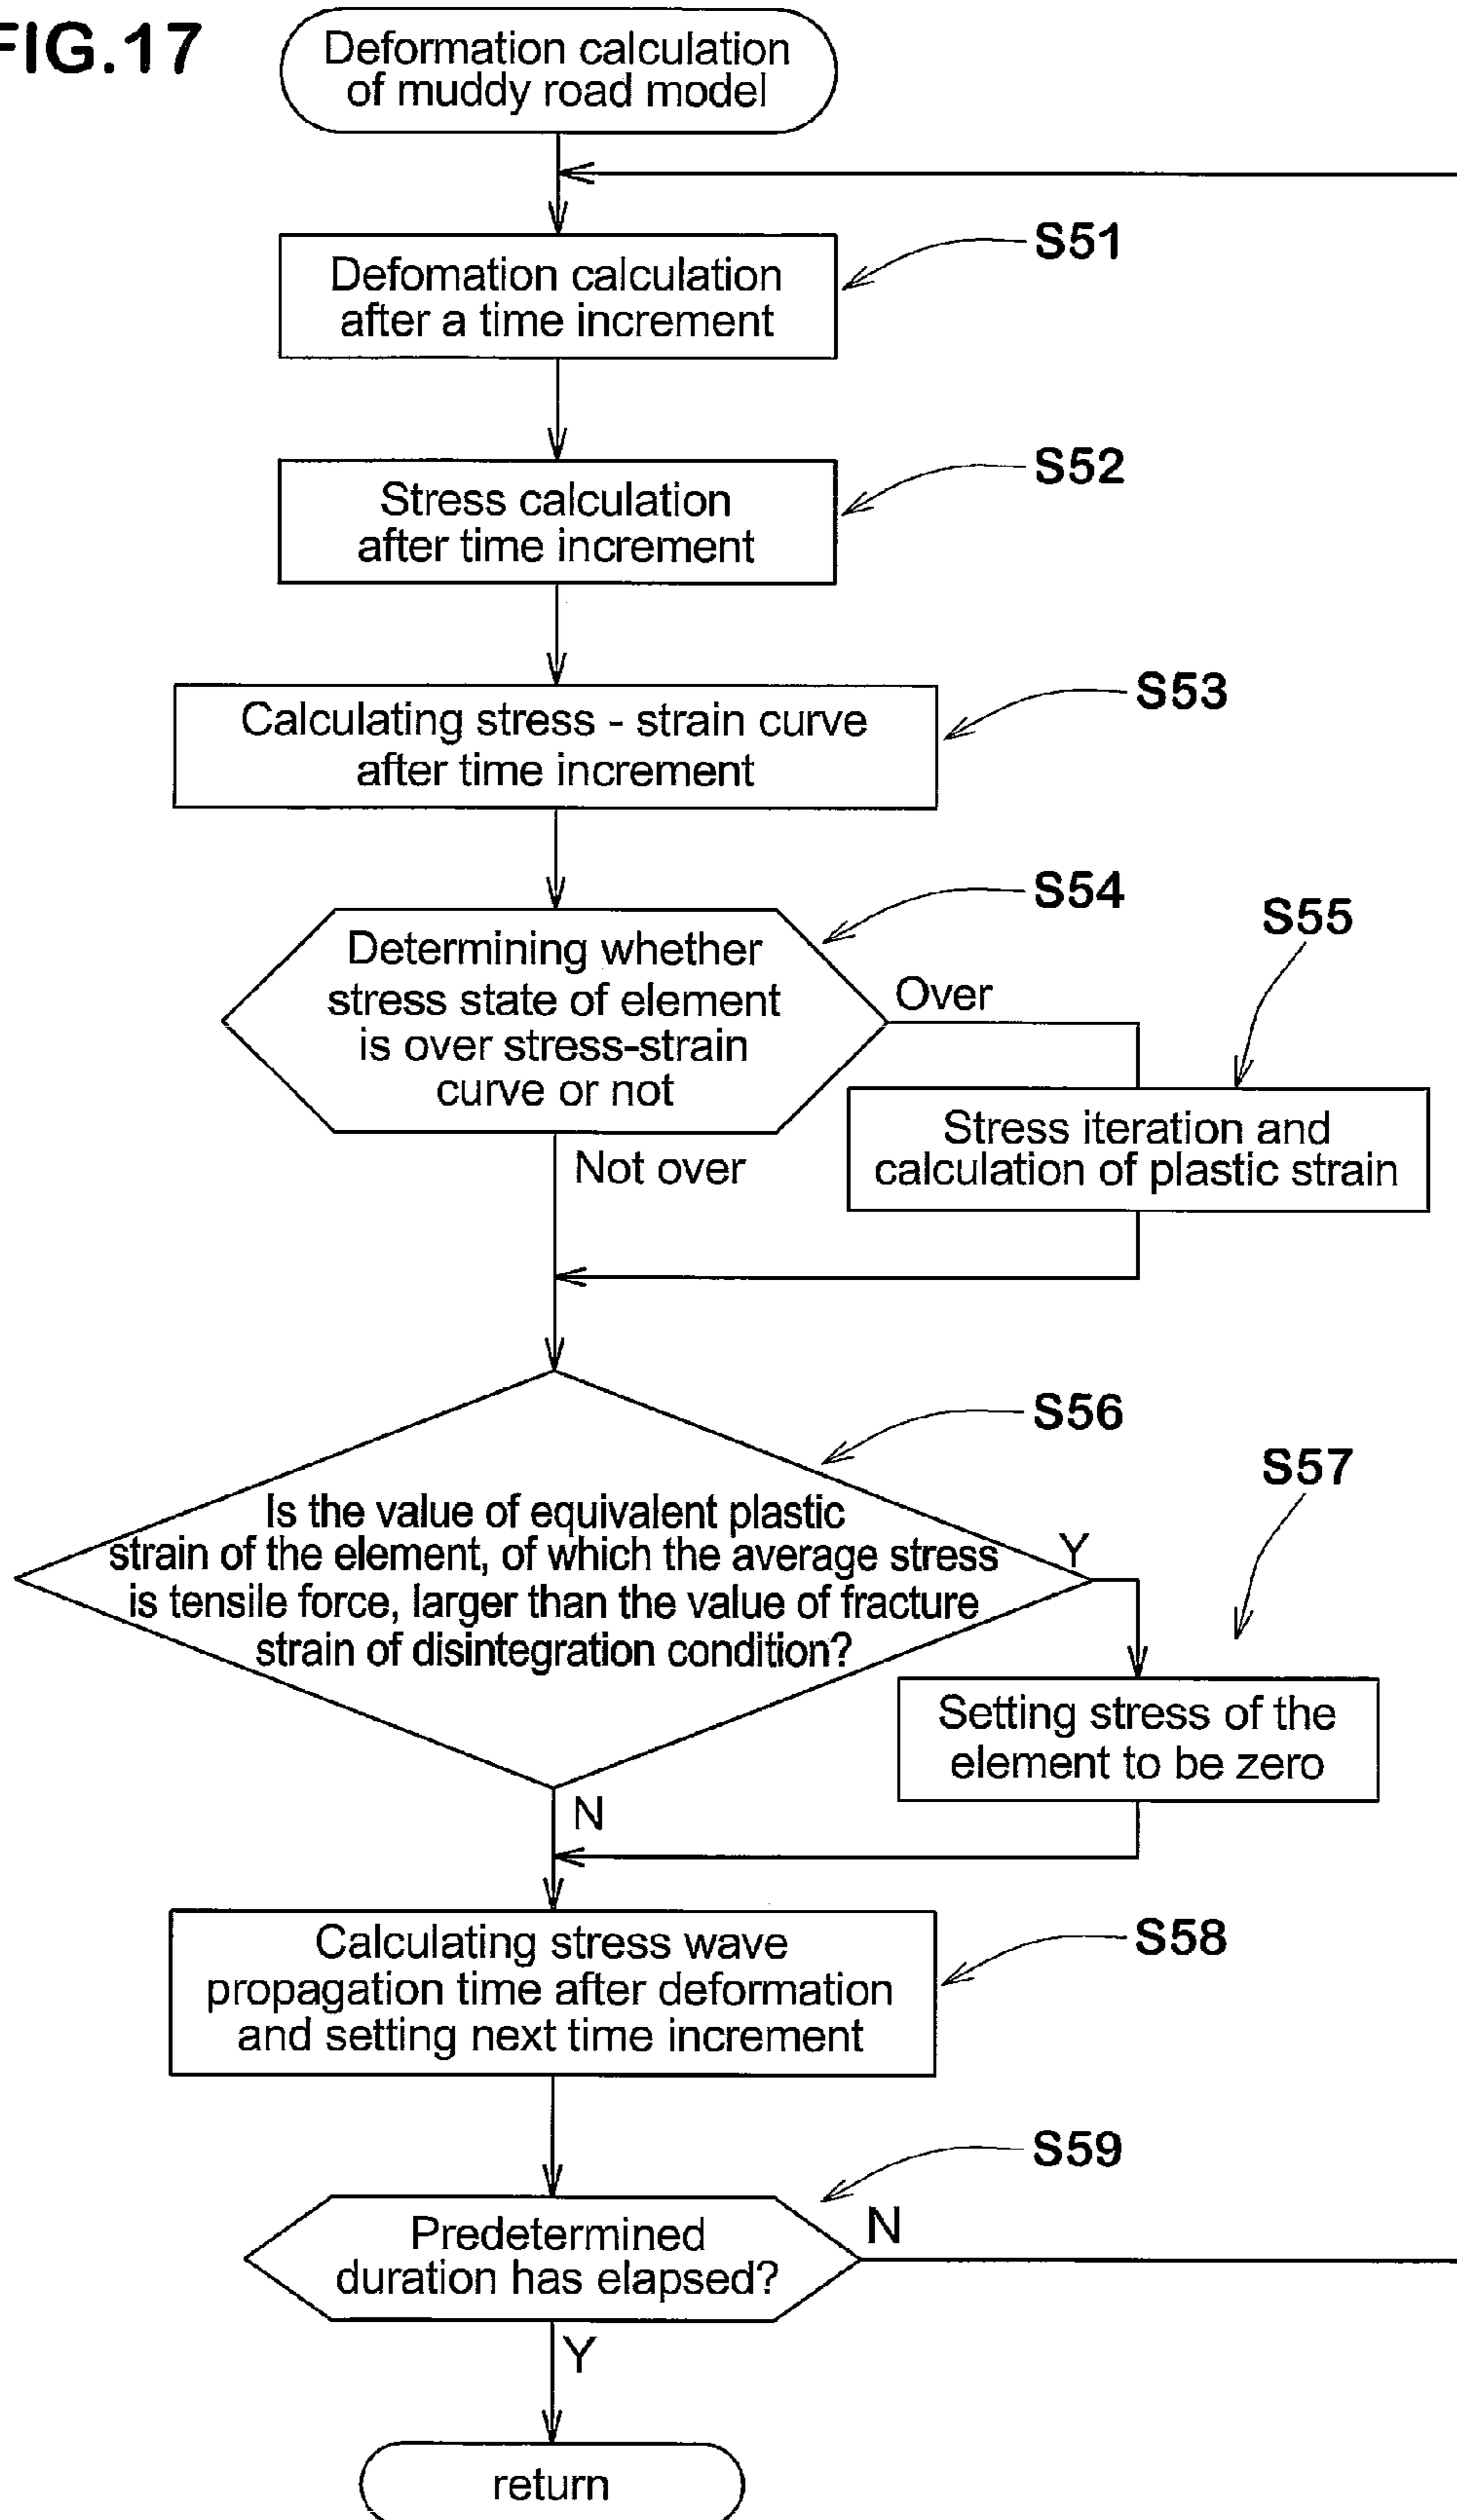 FIG.17
Deformation calculation
of muddy road model
S51
Defomation calculation
after a time increment
S52
Stress calculation
after time increment
S53
Calculating stress - strain curve
after time increment
S54
Determining whether
stress state of element
is over stress-strain
curve or not
Over
Not over
S55
Stress iteration and
calculation of plastic strain
S56
Is the value of equivalent plastic
strain of the element, of which the average stress
is tensile force, larger than the value of fracture
strain of disintegration condition?
Y
N
S57
Setting stress of the
element to be zero
S58
Calculating stress wave
propagation time after deformation
and setting next time increment
S59
Predetermined
duration has elapsed?
N
Y
return